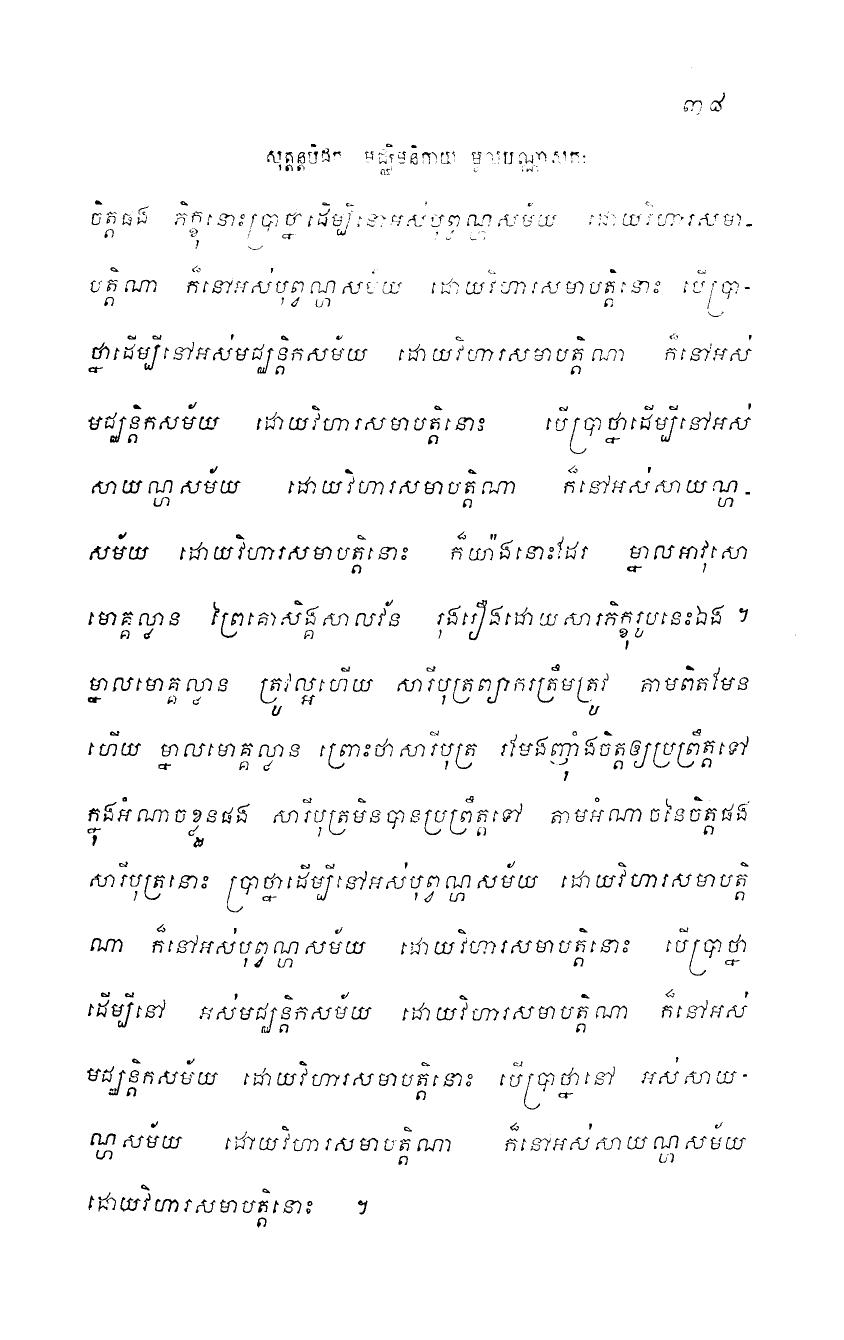 ៣៤
សុត្តន្តបិដក មជ្ឈិមនិកាយ មូលបណ្ណាសកៈ
ចិត្តផង ភិក្ខុនោះប្រាថ្នាដើម្បីនៅអស់បុព្វណ្ហសម័យ ដោយវិហារសមា-
បត្តិណា ក៏នៅអស់បុព្វណ្ហសម័យ ដោយវិហារសមាបត្តិនោះ បើប្រា-
ថ្នាដើម្បីនៅអស់មជ្ឈន្តិកសម័យ ដោយវិហារសមាបត្តិណា ក៏នៅអស់
មជ្ឈន្តិកសម័យ ដោយវិហារសមាបត្តិនោះ បើប្រាថ្នាដើម្បីនៅអស់
សាយណ្ហសម័យ ដោយវិហារសមាបត្តិណា ក៏នៅអស់សាយណ្ហ-
សម័យ ដោយវិហារសមាបត្តិនោះ ក៏យ៉ាងនោះដែរ ម្នាលអាវុសោ
មោគ្គល្លាន ព្រៃគោសិង្គសាលវ័ន រុងរឿងដោយសារភិក្ខុរូបនេះឯង ។
ម្នាលមោគ្គល្លាន ត្រូវល្អហើយ សារីបុត្រព្យាករត្រឹមត្រូវ តាមពិតមែន
ហើយ ម្នាលមោគ្គល្លាន ព្រោះថាសារីបុត្រ រមែងញុំាងចិត្តឲ្យប្រព្រឹត្តទៅ
ក្នុងអំណាចខ្លួនផង សារីបុត្រមិនបានប្រព្រឹត្តទៅ តាមអំណាចនៃចិត្តផង
សារីបុត្រនោះ ប្រាថ្នាដើម្បីនៅអស់បុព្វណ្ហសម័យ ដោយវិហារសមាបត្តិ
ណា ក៏នៅអស់បុព្វណ្ហសម័យ ដោយវិហារសមាបត្តិនោះ បើប្រាថ្នា
ដើម្បីនៅ អស់មជ្ឈន្តិកសម័យ ដោយវិហារសមាបត្តិណា ក៏នៅអស់
មជ្ឈន្តិកសម័យ ដោយវិហារសមាបត្តិនោះ បើប្រាថ្នានៅ អស់សាយ-
ណ្ហសម័យ ដោយវិហារសមាបត្តិណា ក៏នៅអស់សាយណ្ហសម័យ
ដោយវិហារសមាបត្តិនោះ ។